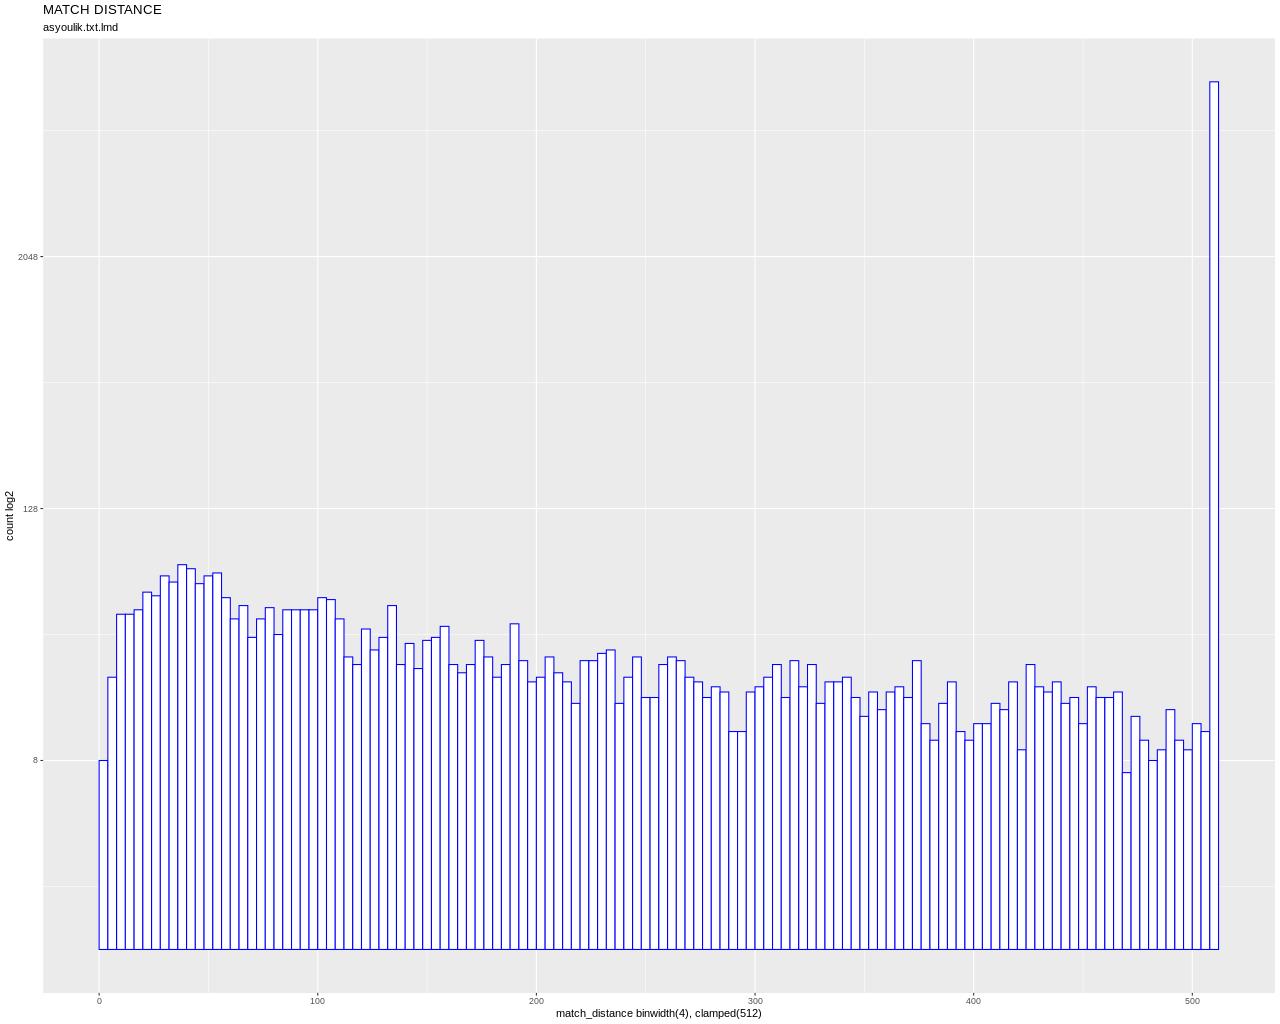 MATCH DISTANCE
asyoulik.txt.lmd
count log2
2048
128
8
0 100 200 300 400 500
match_distance binwidth(4), clamped(512)